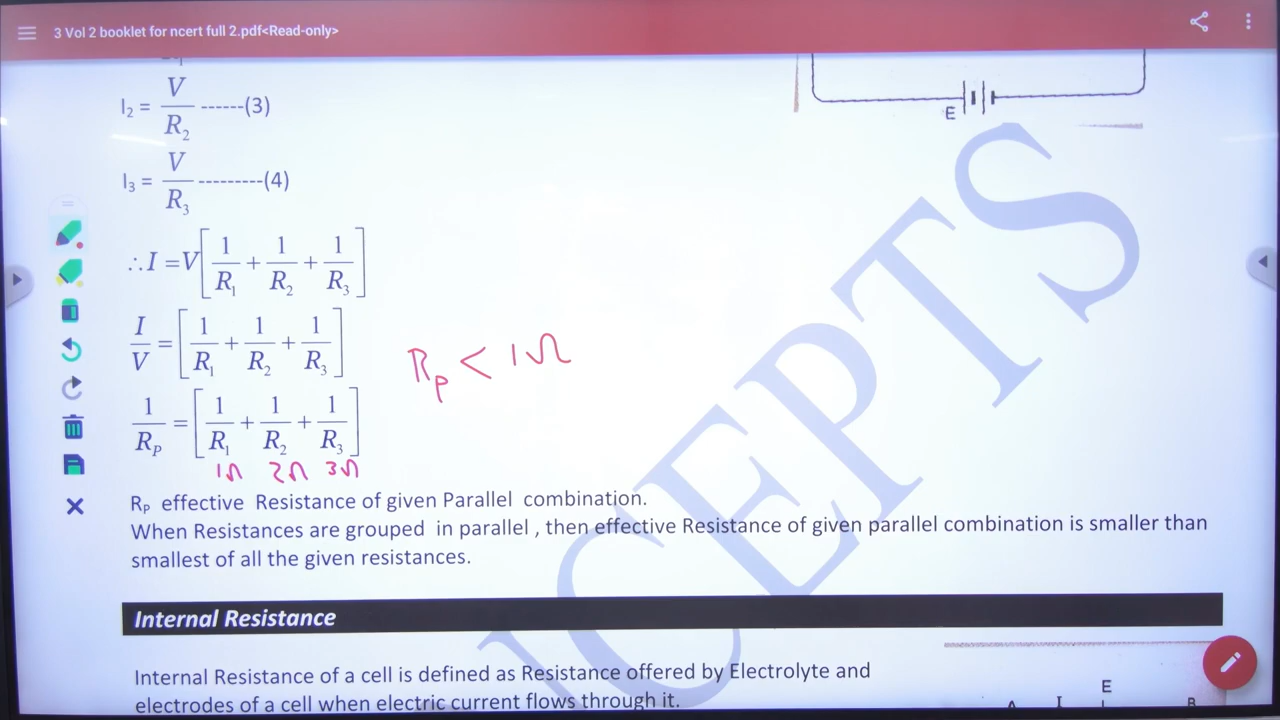 3 Vol 2 booklet for ncert full 2.pdf<Read-only>
E
I₂ = V/R₂ ------(3)
I₃ = V/R₃ ---------(4)
∴I =V[1/R₁ + 1/R₂ + 1/R₃]
I/V = [1/R₁ + 1/R₂ + 1/R₃]
Rp < 1Ω
1/R_P = [1/R₁ + 1/R₂ + 1/R₃]
1Ω 2Ω 3Ω
R_P effective Resistance of given Parallel combination.
When Resistances are grouped in parallel , then effective Resistance of given parallel combination is smaller than
smallest of all the given resistances.
Internal Resistance
Internal Resistance of a cell is defined as Resistance offered by Electrolyte and
electrodes of a cell when electric current flows through it.
E
A I B
CEPTS